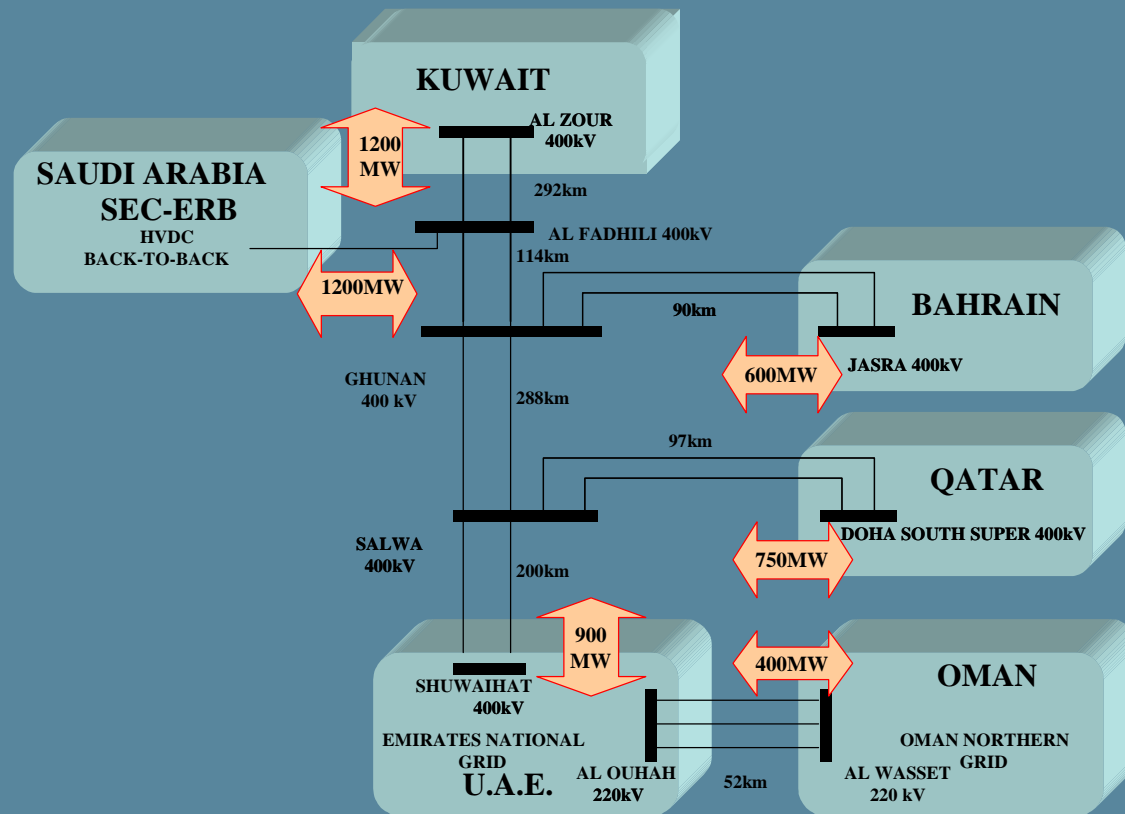 KUWAIT
AL ZOUR
400kV
1200
MW
SAUDI ARABIA
SEC-ERB
HVDC
BACK-TO-BACK
292km
AL FADHILI 400kV
114km
1200MW
90km
BAHRAIN
JASRA 400kV
600MW
GHUNAN
400 kV
288km
97km
QATAR
DOHA SOUTH SUPER 400kV
750MW
SALWA
400kV
200km
900
MW
400MW
OMAN
SHUWAIHAT
400kV
EMIRATES NATIONAL
GRID
U.A.E.
AL OUHAH
220kV
52km
OMAN NORTHERN
GRID
AL WASSET
220 kV